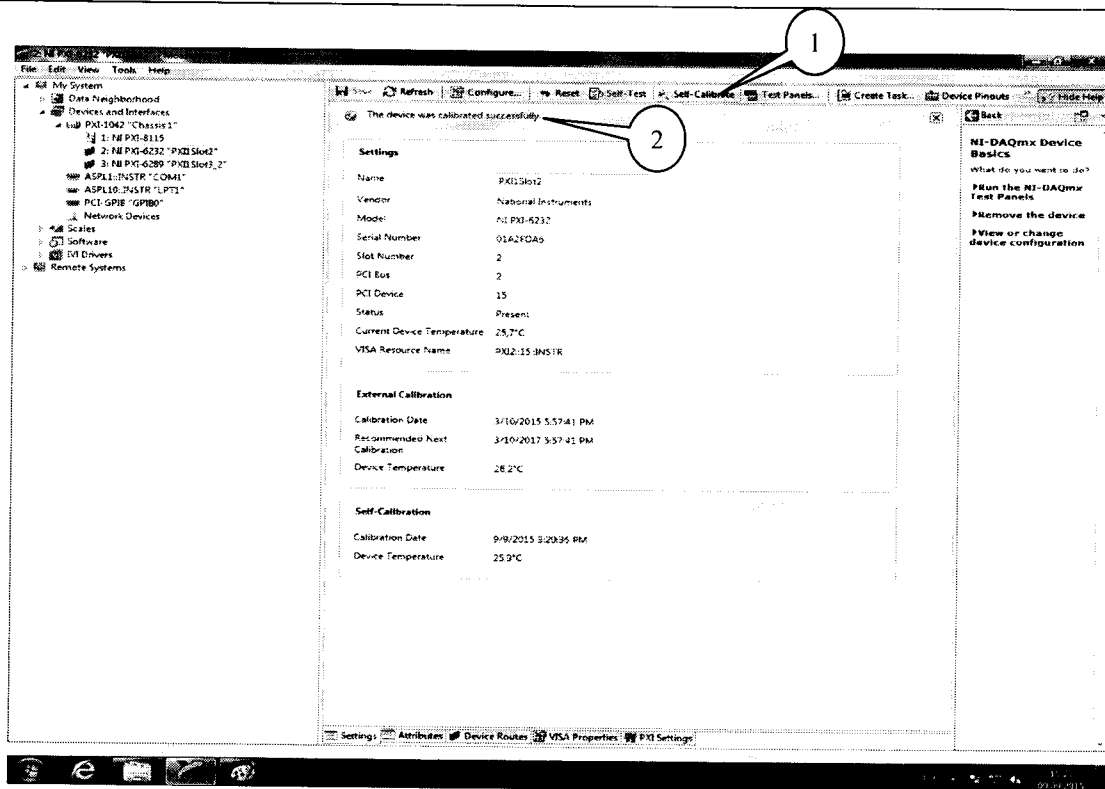 1
File Edit View Tools Help
My System
Data Neighborhood
Devices and Interfaces
PXI-1042 "Chassis 1"
1: NI PXI-8115
2: NI PXI-6232 "PXI1Slot2"
3: NI PXI-6289 "PXI1Slot3_2"
ASRL1::INSTR "COM1"
ASRL10::INSTR "LPT1"
PCI-GPIB "GPIB0"
Network Devices
Scales
Software
IVI Drivers
Remote Systems
Save Refresh Configure... Reset Self-Test Self-Calibrate Test Panels... Create Task... Device Pinouts Hide Help
The device was calibrated successfully
2
Settings
Name PXI1Slot2
Vendor National Instruments
Model NI PXI-6232
Serial Number
Slot Number 2
PCI Bus 2
PCI Device 15
Status Present
Current Device Temperature 25,7°C
VISA Resource Name PXI2::15::INSTR
External Calibration
Calibration Date 3/10/2015 5:57:41 PM
Recommended Next 3/10/2017 5:57:41 PM
Calibration
Device Temperature 28,2°C
Self-Calibration
Calibration Date 9/9/2015 3:20:36 PM
Device Temperature 25,9°C
Back
NI-DAQmx Device
Basics
What do you want to do?
Run the NI-DAQmx
Test Panels
Remove the device
View or change
device configuration
Settings Attributes Device Routes VISA Properties PXI Settings
09.09.2015